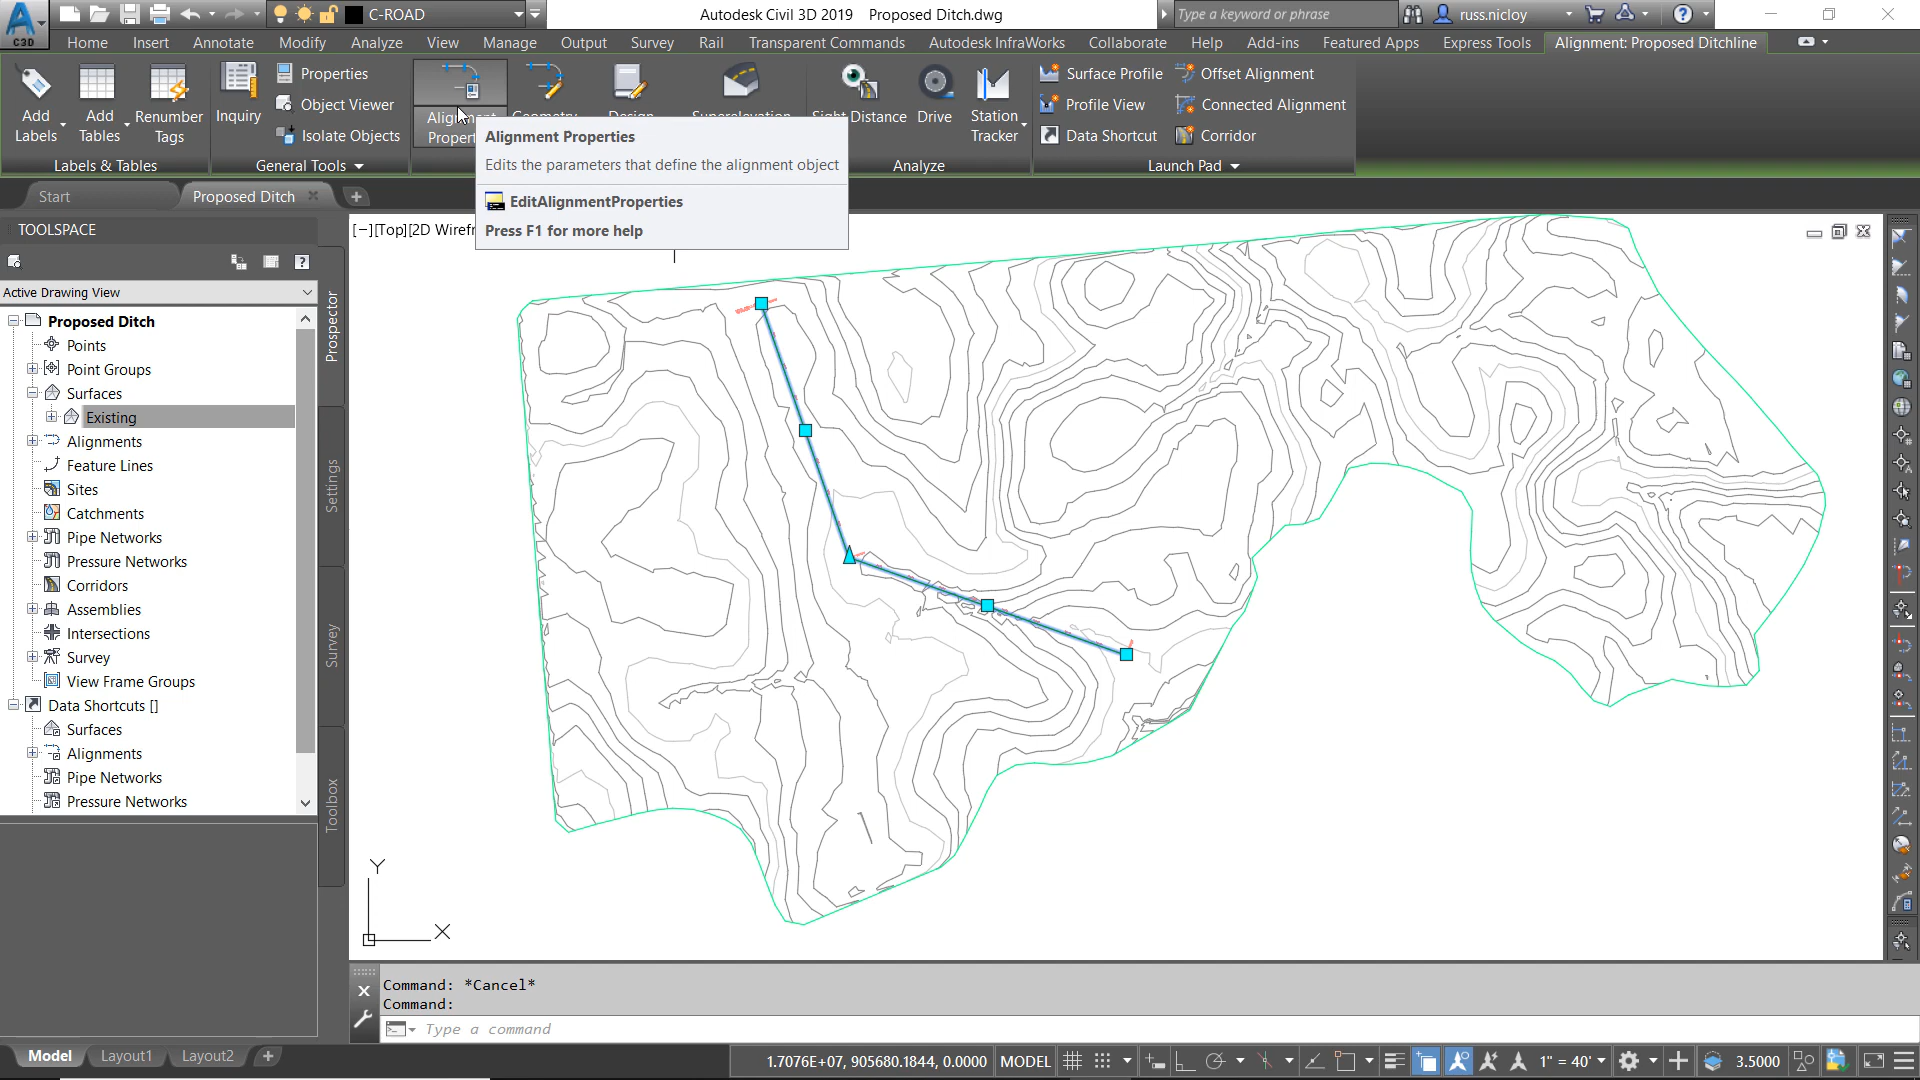 C3D
C-ROAD
Autodesk Civil 3D 2019 Proposed Ditch.dwg
Type a keyword or phrase
russ.nicloy
Home Insert Annotate Modify Analyze View Manage Output Survey Rail Transparent Commands Autodesk InfraWorks Collaborate Help Add-ins Featured Apps Express Tools Alignment: Proposed Ditchline
Add Labels
Add Tables
Renumber Tags
Labels & Tables
Inquiry
Properties
Object Viewer
Isolate Objects
General Tools
Sight Distance
Drive
Station Tracker
Analyze
Surface Profile
Profile View
Data Shortcut
Offset Alignment
Connected Alignment
Corridor
Launch Pad
Alignment Properties
Edits the parameters that define the alignment object
EditAlignmentProperties
Press F1 for more help
Start
Proposed Ditch
TOOLSPACE
Active Drawing View
Proposed Ditch
Points
Point Groups
Surfaces
Existing
Alignments
Feature Lines
Sites
Catchments
Pipe Networks
Pressure Networks
Corridors
Assemblies
Intersections
Survey
View Frame Groups
Data Shortcuts []
Surfaces
Alignments
Pipe Networks
Pressure Networks
Prospector
Settings
Survey
Toolbox
[−][Top][2D
Y
X
Command: *Cancel*
Command:
Type a command
Model Layout1 Layout2
1.7076E+07, 905680.1844, 0.0000 MODEL 1" = 40' 3.5000